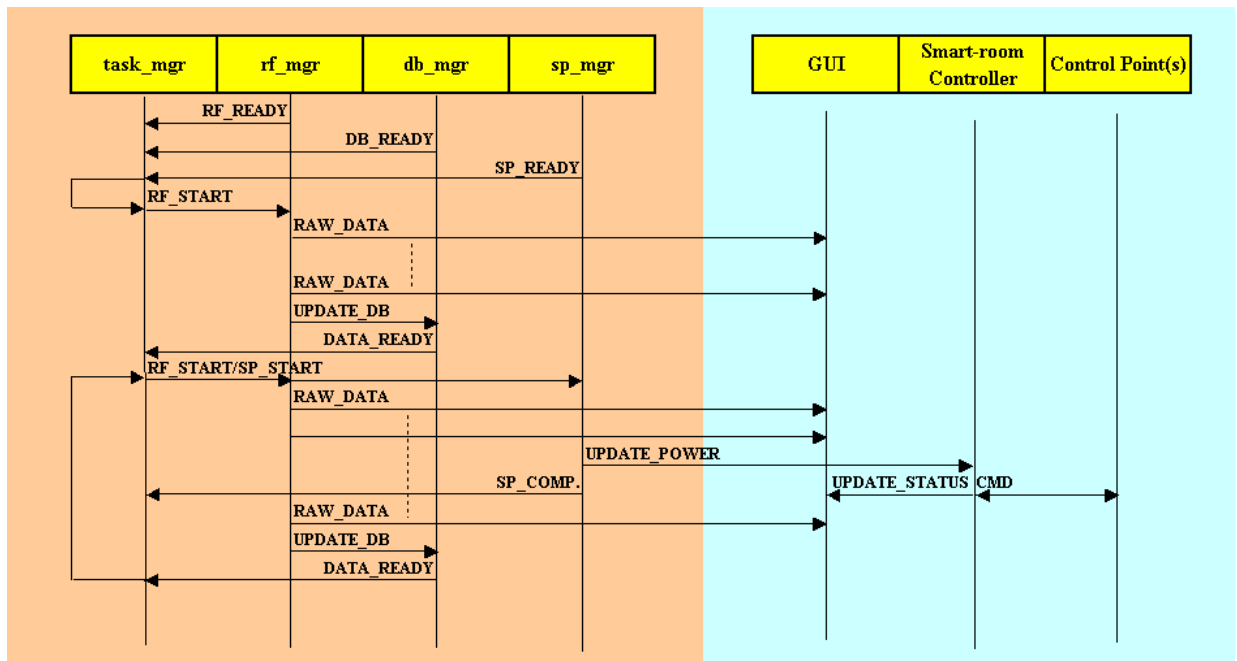 task_mgr
rf_mgr
db_mgr
sp_mgr
GUI
Smart-room
Controller
Control Point(s)
RF_READY
DB_READY
SP_READY
RF_START
RAW_DATA
RAW_DATA
UPDATE_DB
DATA_READY
RF_START/SP_START
RAW_DATA
UPDATE_POWER
SP_COMP.
UPDATE_STATUS
CMD
RAW_DATA
UPDATE_DB
DATA_READY